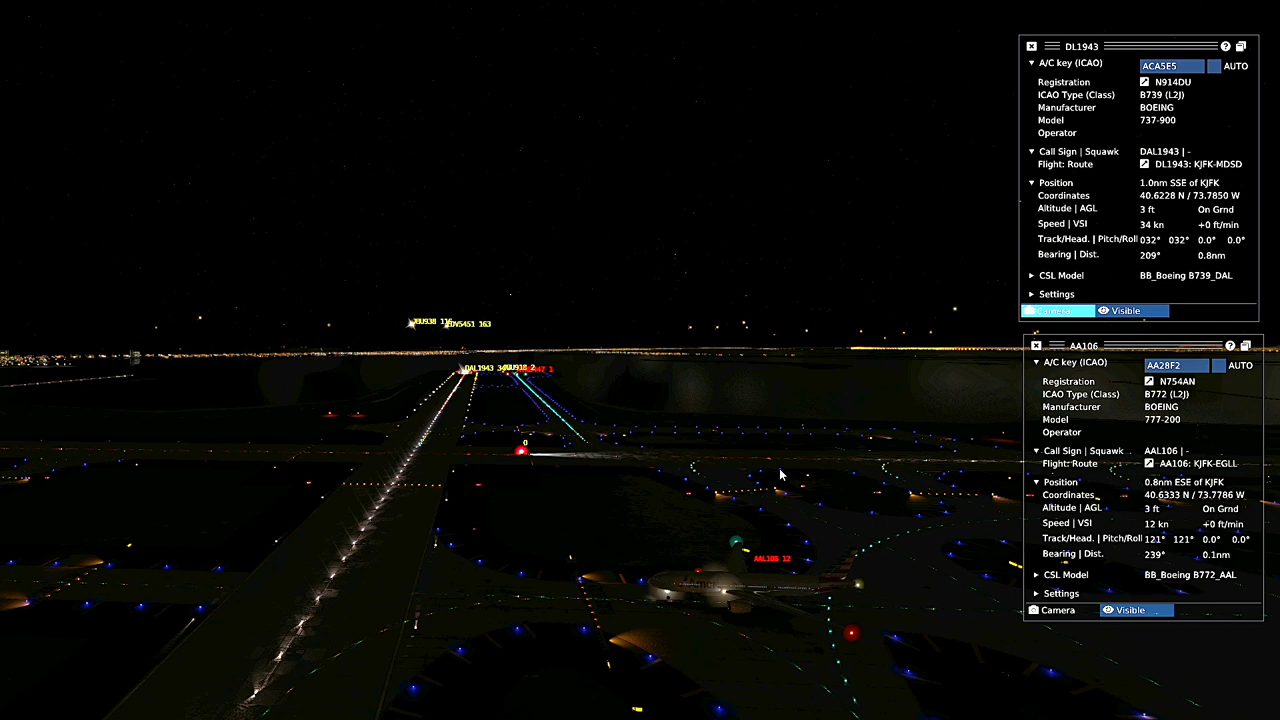 DL1943
A/C key (ICAO) ACA5E5 AUTO
Registration N914DU
ICAO Type (Class) B739 (L2J)
Manufacturer BOEING
Model 737-900
Operator
Call Sign | Squawk DAL1943 | -
Flight: Route DL1943: KJFK-MDSD
Position 1.0nm SSE of KJFK
Coordinates 40.6228 N / 73.7850 W
Altitude | AGL 3 ft On Grnd
Speed | VSI 34 kn +0 ft/min
Track/Head. | Pitch/Roll 032° 032° 0.0° 0.0°
Bearing | Dist. 209° 0.8nm
CSL Model BB_Boeing B739_DAL
Settings
Camera Visible
AA106
A/C key (ICAO) AA28F2 AUTO
Registration N754AN
ICAO Type (Class) B772 (L2J)
Manufacturer BOEING
Model 777-200
Operator
Call Sign | Squawk AAL106 | -
Flight: Route AA106: KJFK-EGLL
Position 0.8nm ESE of KJFK
Coordinates 40.6333 N / 73.7786 W
Altitude | AGL 3 ft On Grnd
Speed | VSI 12 kn +0 ft/min
Track/Head. | Pitch/Roll 121° 121° 0.0° 0.0°
Bearing | Dist. 239° 0.1nm
CSL Model BB_Boeing B772_AAL
Settings
Camera Visible
163
DAL1943
0
AAL106 12